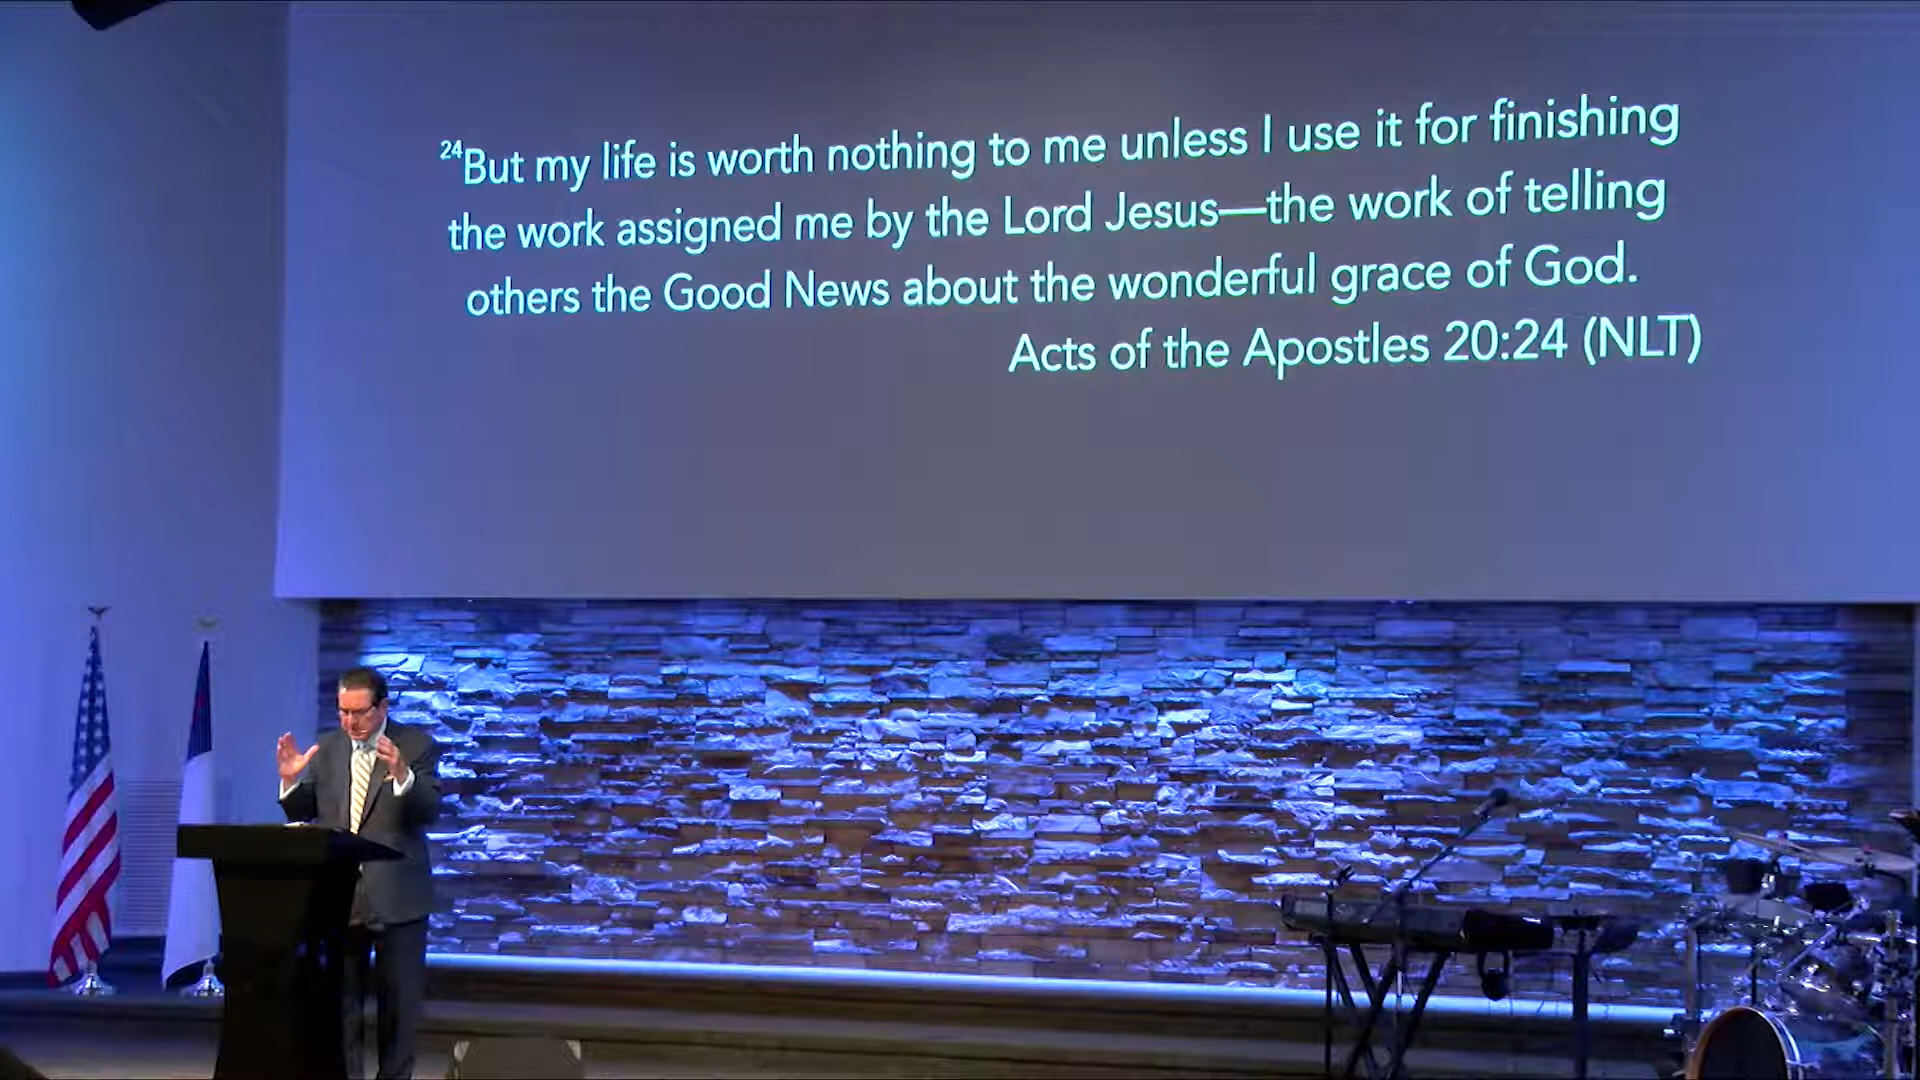 24But my life is worth nothing to me unless I use it for finishing
the work assigned me by the Lord Jesus—the work of telling
others the Good News about the wonderful grace of God.
Acts of the Apostles 20:24 (NLT)